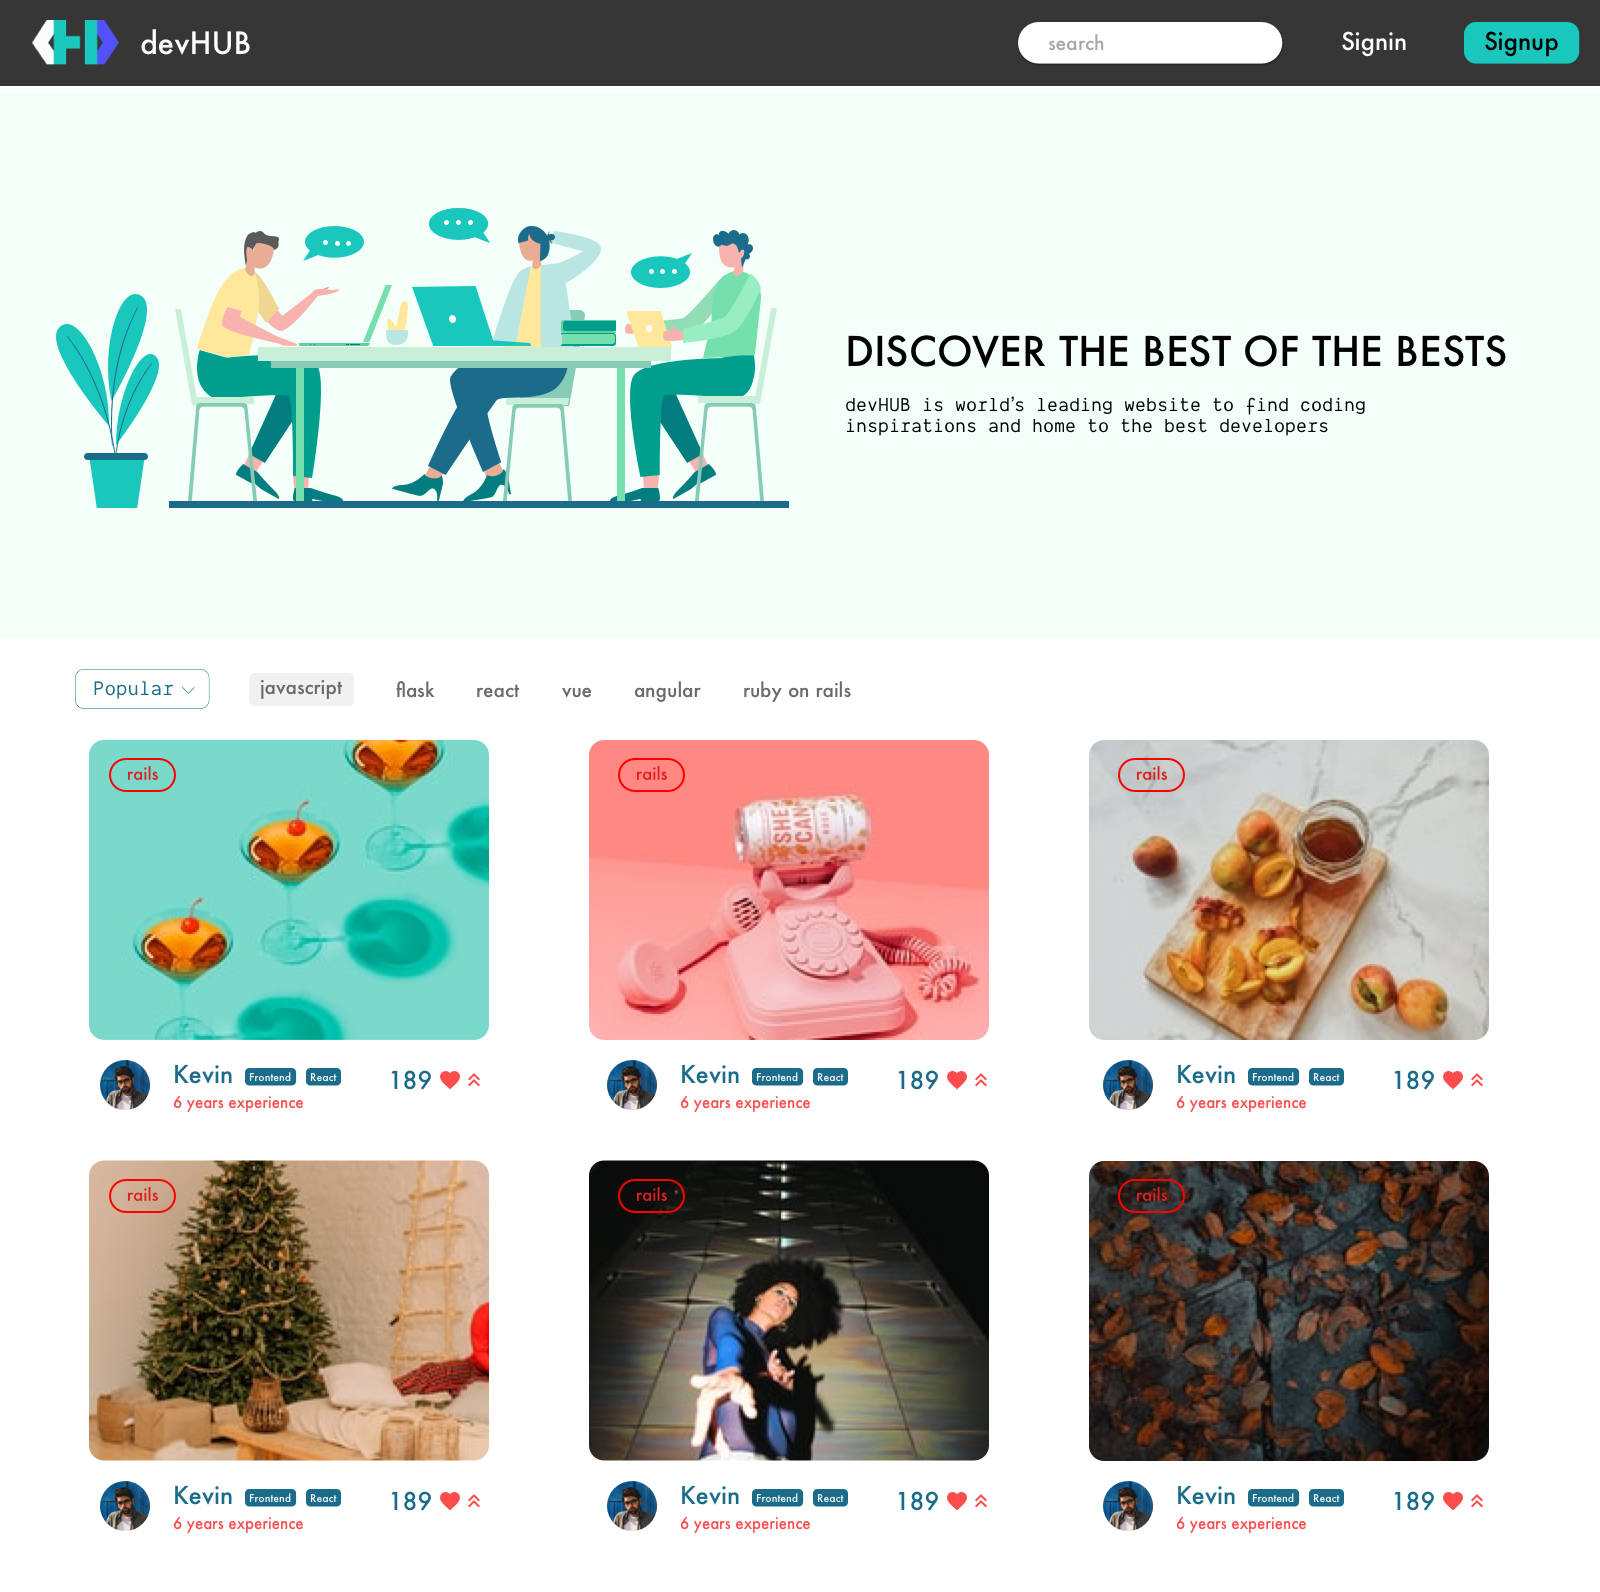 devHUB
search
Signin
Signup
DISCOVER THE BEST OF THE BESTS
devHUB is world's leading website to find coding
inspirations and home to the best developers
Popular
javascript
flask
react
vue
angular
ruby on rails
rails
rails
SHE
CAN
rails
Kevin Frontend React 189
6 years experience
Kevin Frontend React 189
6 years experience
Kevin Frontend React 189
6 years experience
rails
rails
rails
Kevin Frontend React 189
6 years experience
Kevin Frontend React 189
6 years experience
Kevin Frontend React 189
6 years experience